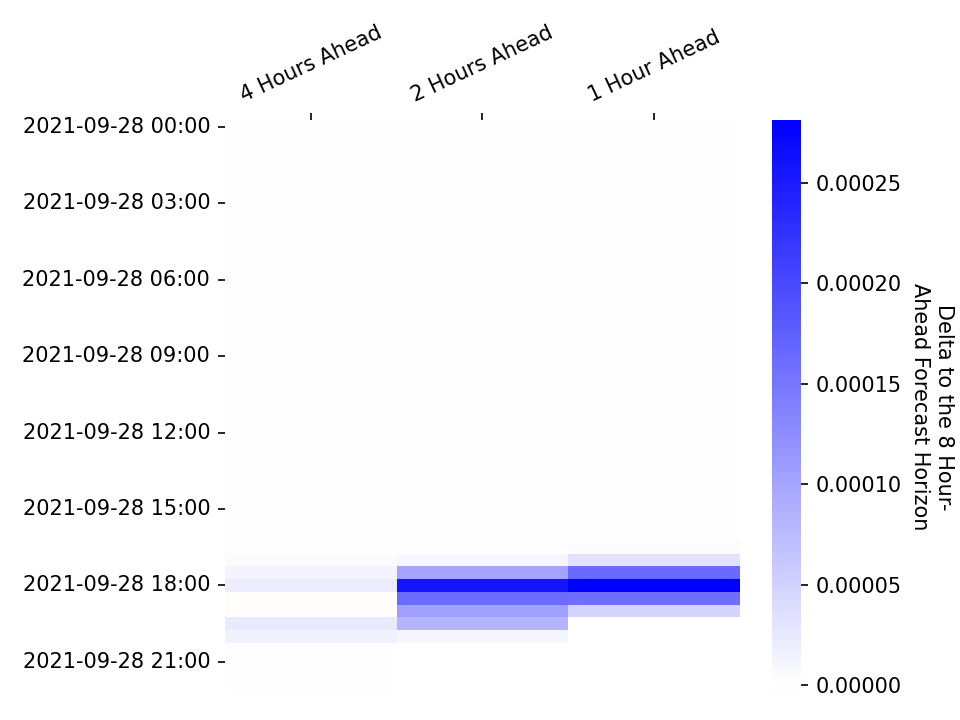 4 Hours Ahead
2 Hours Ahead
1 Hour Ahead
2021-09-28 00:00
2021-09-28 03:00
2021-09-28 06:00
2021-09-28 09:00
2021-09-28 12:00
2021-09-28 15:00
2021-09-28 18:00
2021-09-28 21:00
0.00025
0.00020
0.00015
0.00010
0.00005
0.00000
Delta to the 8 Hour-
Ahead Forecast Horizon